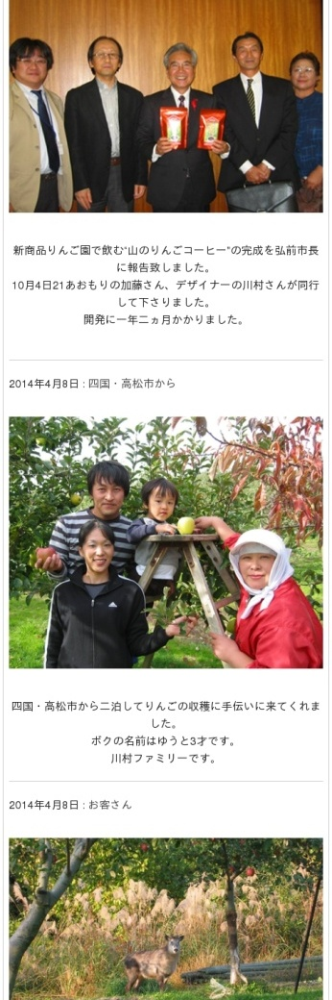 新商品りんご園で飲む“山のりんごコーヒー”の完成を弘前市長
に報告致しました。
10月4日21あおもりの加藤さん、デザイナーの川村さんが同行
して下さりました。
開発に一年二ヵ月かかりました。
2014年4月8日 : 四国・高松市から
四国・高松市から二泊してりんごの収穫に手伝いに来てくれま
した。
ボクの名前はゆうと3才です。
川村ファミリーです。
2014年4月8日 : お客さん